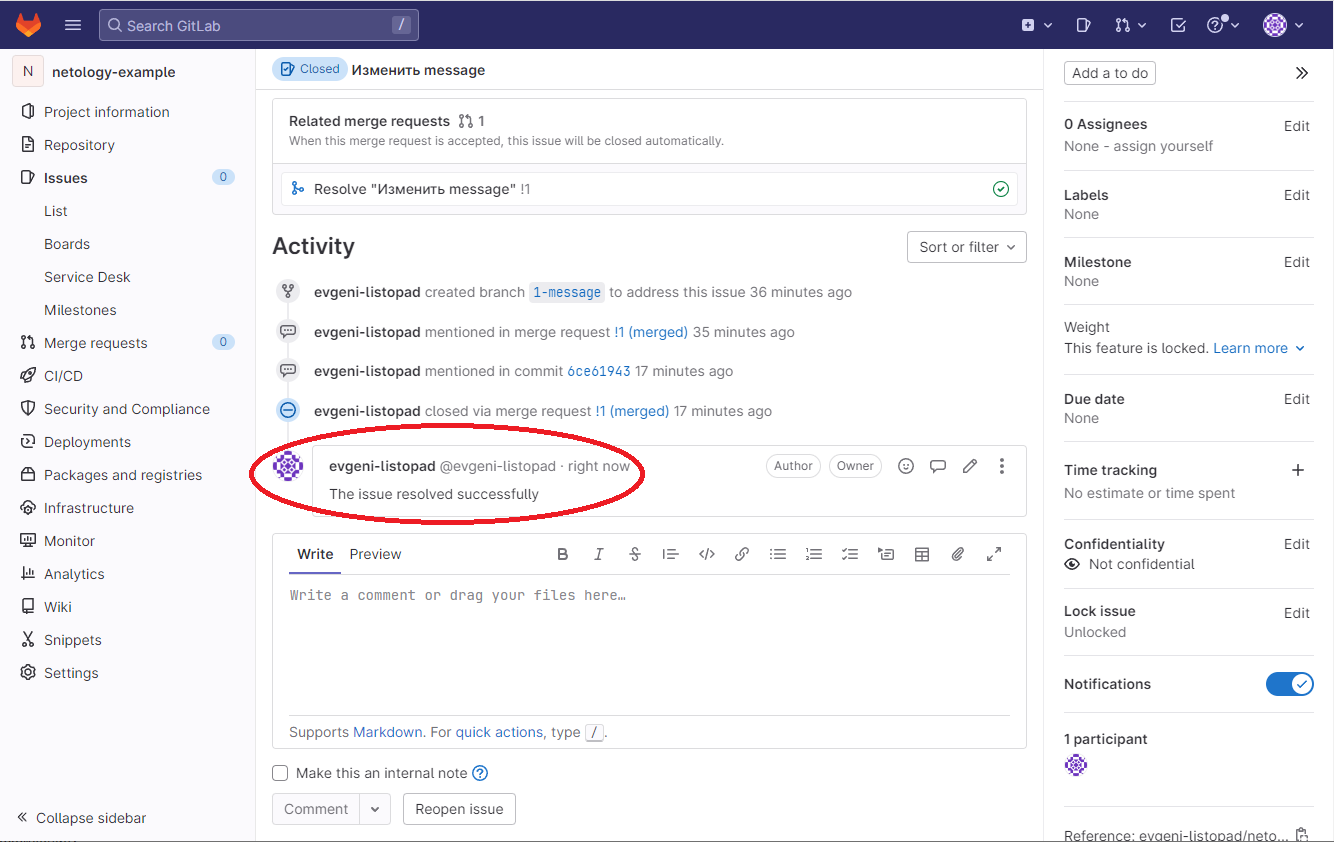 Search GitLab /
N netology-example
Project information
Repository
Issues 0
List
Boards
Service Desk
Milestones
Merge requests 0
CI/CD
Security and Compliance
Deployments
Packages and registries
Infrastructure
Monitor
Analytics
Wiki
Snippets
Settings
Collapse sidebar
Closed Изменить message
Related merge requests 1
When this merge request is accepted, this issue will be closed automatically.
Resolve "Изменить message" !1
Activity
Sort or filter
evgeni-listopad created branch 1-message to address this issue 36 minutes ago
evgeni-listopad mentioned in merge request !1 (merged) 35 minutes ago
evgeni-listopad mentioned in commit 6ce61943 17 minutes ago
evgeni-listopad closed via merge request !1 (merged) 17 minutes ago
evgeni-listopad @evgeni-listopad · right now Author Owner
The issue resolved successfully
Write Preview
Write a comment or drag your files here…
Supports Markdown. For quick actions, type /.
Make this an internal note
Comment Reopen issue
Add a to do
0 Assignees Edit
None - assign yourself
Labels Edit
None
Milestone Edit
None
Weight
This feature is locked. Learn more
Due date Edit
None
Time tracking
No estimate or time spent
Confidentiality Edit
Not confidential
Lock issue Edit
Unlocked
Notifications
1 participant
Reference: evgeni-listopad/neto...